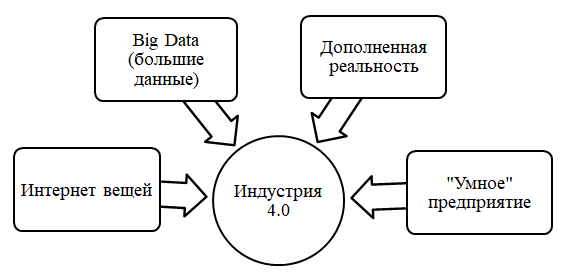 Big Data
(большие
данные)
Дополненная
реальность
Интернет вещей
Индустрия
4.0
"Умное"
предприятие